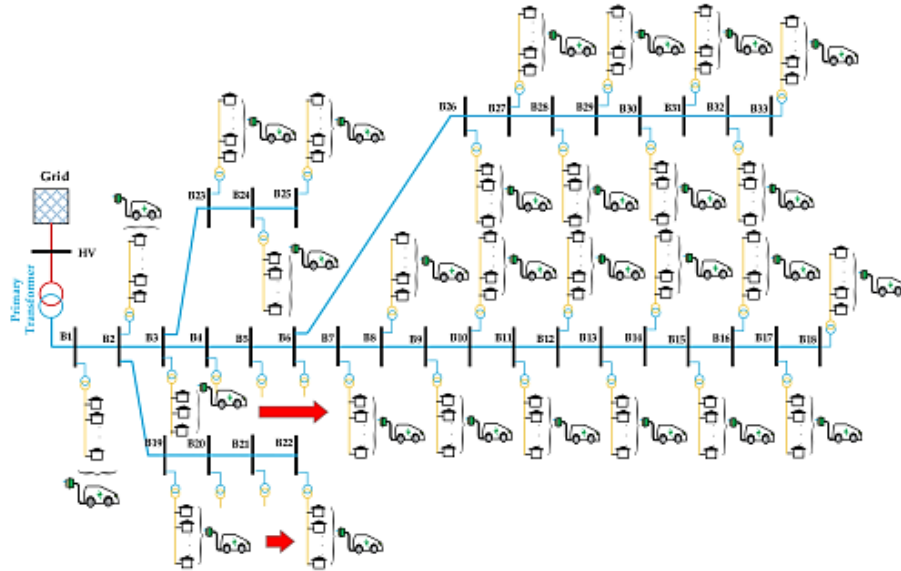 B26
B27
B28
B29
B30
B31
B32
B33
Grid
B23
B24
B25
HV
Primary
Transformer
B1
B2
B3
B4
B5
B6
B7
B8
B9
B10
B11
B12
B13
B14
B15
B16
B17
B18
B19
B20
B21
B22